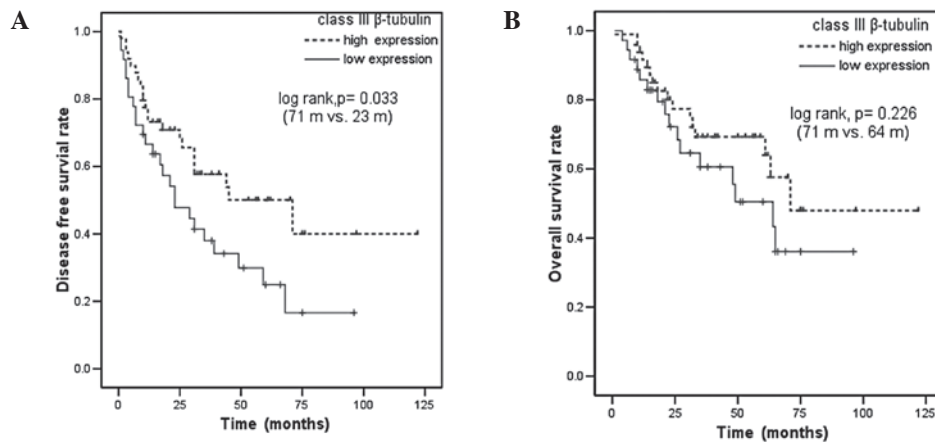 A
class III β-tubulin
high expression
low expression
log rank,p= 0.033
(71 m vs. 23 m)
Disease free survial rate
1.0
0.8
0.6
0.4
0.2
0.0
0 25 50 75 100 125
Time (months)
B
class III β-tubulin
high expression
low expression
log rank, p= 0.226
(71 m vs. 64 m)
Overall survival rate
1.0
0.8
0.6
0.4
0.2
0.0
0 25 50 75 100 125
Time (months)